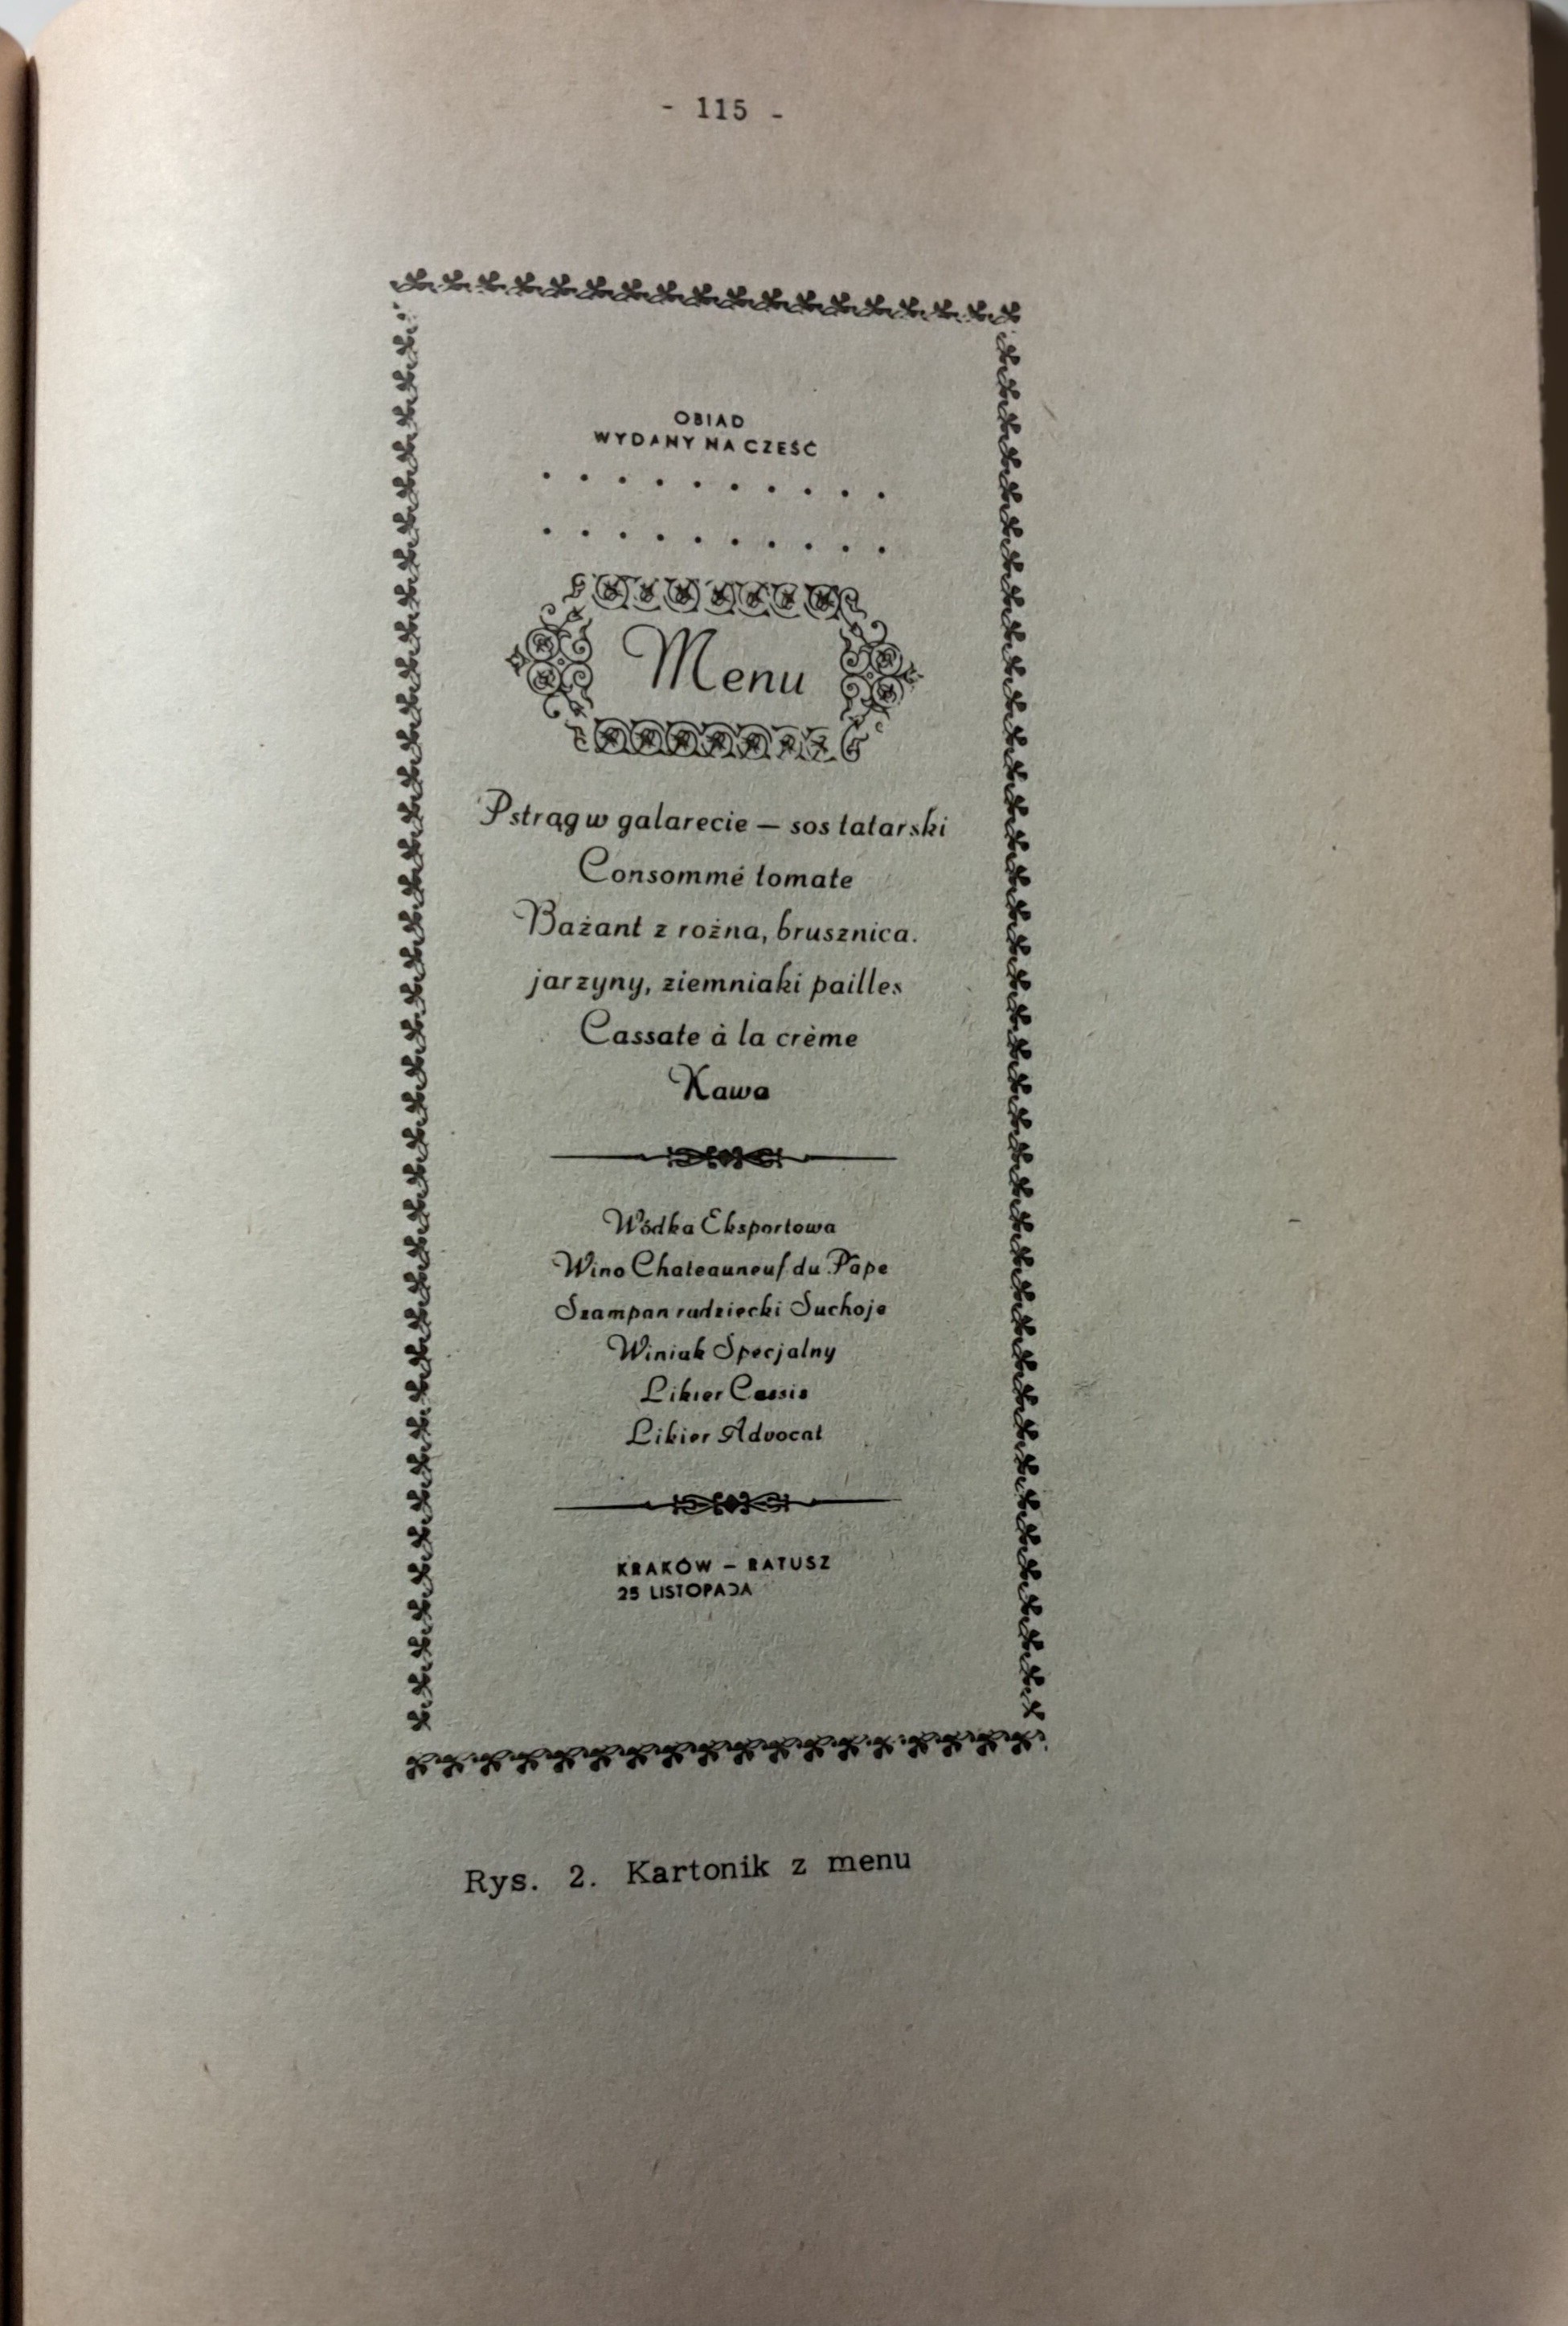 - 115 -
OBIAD
WYDANY NA CZEŚĆ
. . . . . . . . . .
. . . . . . . . . .
Menu
Pstrąg w galarecie — sos tatarski
Consommé tomate
Bażant z rożna, brusznica.
jarzyny, ziemniaki pailles
Cassate à la crème
Kawa
Wódka Eksportowa
Wino Chateauneuf du Pape
Szampan radziecki Suchoje
Winiak Specjalny
Likier Cassis
Likier Advocat
KRAKÓW — RATUSZ
25 LISTOPADA
Rys. 2. Kartonik z menu